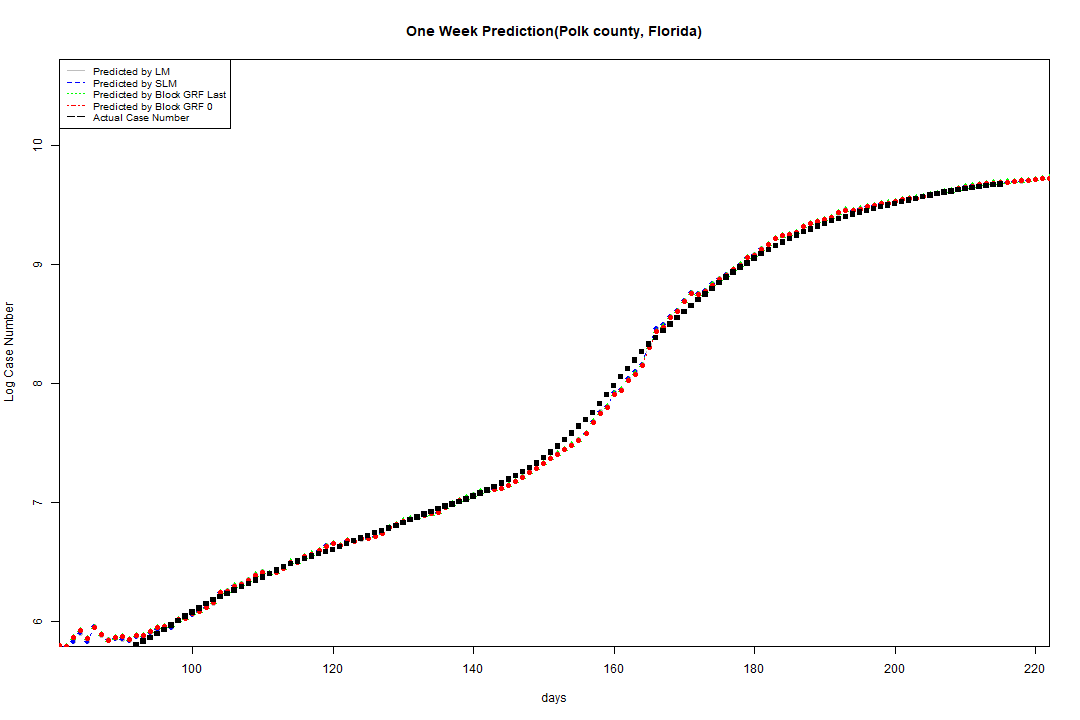 One Week Prediction(Polk county, Florida)
Predicted by LM
Predicted by SLM
Predicted by Block GRF Last
Predicted by Block GRF 0
Actual Case Number
10
9
8
7
6
Log Case Number
100 120 140 160 180 200 220
days